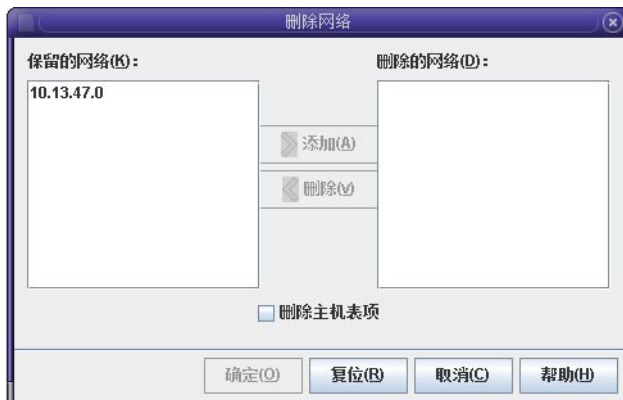 删除网络
保留的网络(K):
删除的网络(D):
10.13.47.0
添加(A)
删除(V)
删除主机表项
确定(O)
复位(R)
取消(C)
帮助(H)